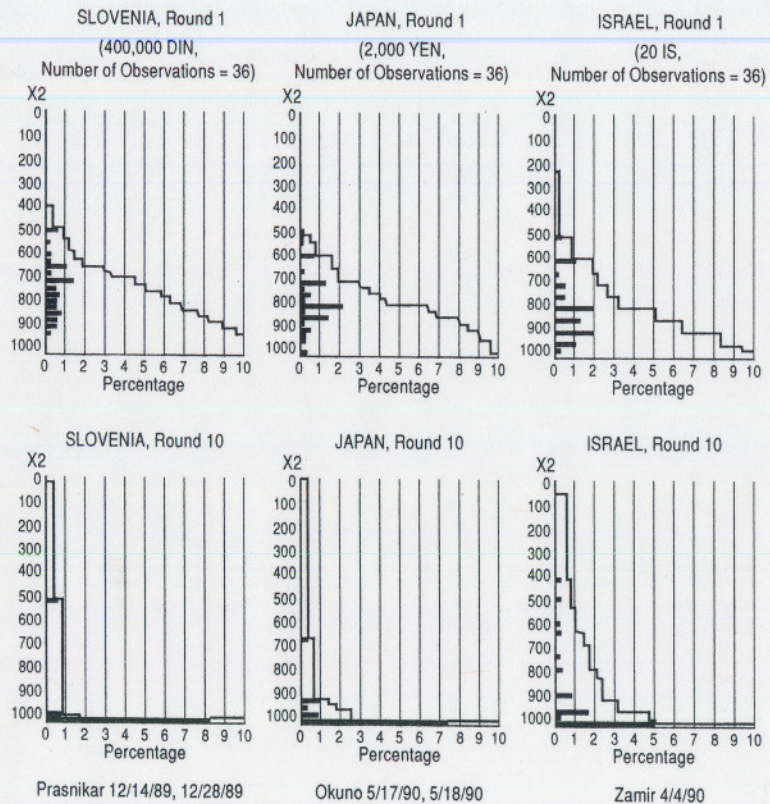 SLOVENIA, Round 1
(400,000 DIN,
Number of Observations = 36)
X2
0
100
200
300
400
500
600
700
800
900
1000
0 1 2 3 4 5 6 7 8 9 10
Percentage
JAPAN, Round 1
(2,000 YEN,
Number of Observations = 36)
X2
0
100
200
300
400
500
600
700
800
900
1000
0 1 2 3 4 5 6 7 8 9 10
Percentage
ISRAEL, Round 1
(20 IS,
Number of Observations = 36)
X2
0
100
200
300
400
500
600
700
800
900
1000
0 1 2 3 4 5 6 7 8 9 10
Percentage
SLOVENIA, Round 10
X2
0
100
200
300
400
500
600
700
800
900
1000
0 1 2 3 4 5 6 7 8 9 10
Percentage
Prasnikar 12/14/89, 12/28/89
JAPAN, Round 10
X2
0
100
200
300
400
500
600
700
800
900
1000
0 1 2 3 4 5 6 7 8 9 10
Percentage
Okuno 5/17/90, 5/18/90
ISRAEL, Round 10
X2
0
100
200
300
400
500
600
700
800
900
1000
0 1 2 3 4 5 6 7 8 9 10
Percentage
Zamir 4/4/90